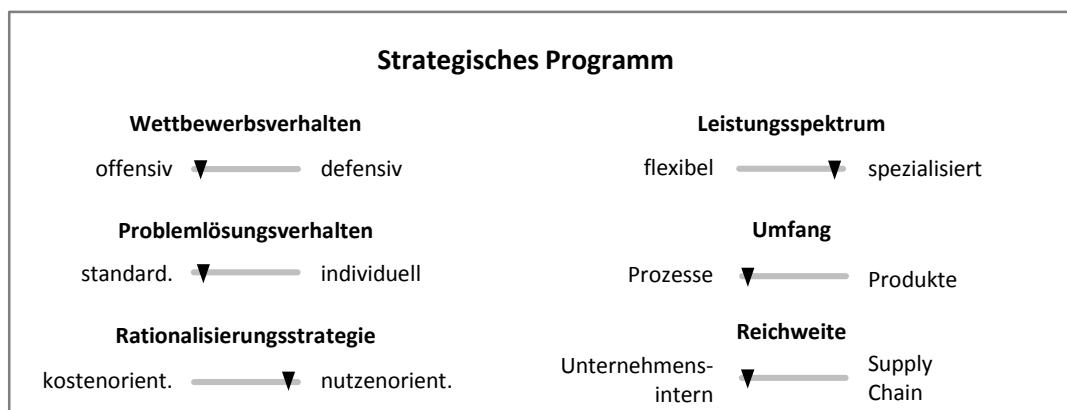 Strategisches Programm
Wettbewerbsverhalten
offensiv defensiv
Problemlösungsverhalten
standard. individuell
Rationalisierungsstrategie
kostenorient. nutzenorient.
Leistungsspektrum
flexibel spezialisiert
Umfang
Prozesse Produkte
Reichweite
Unternehmens-
intern
Supply
Chain